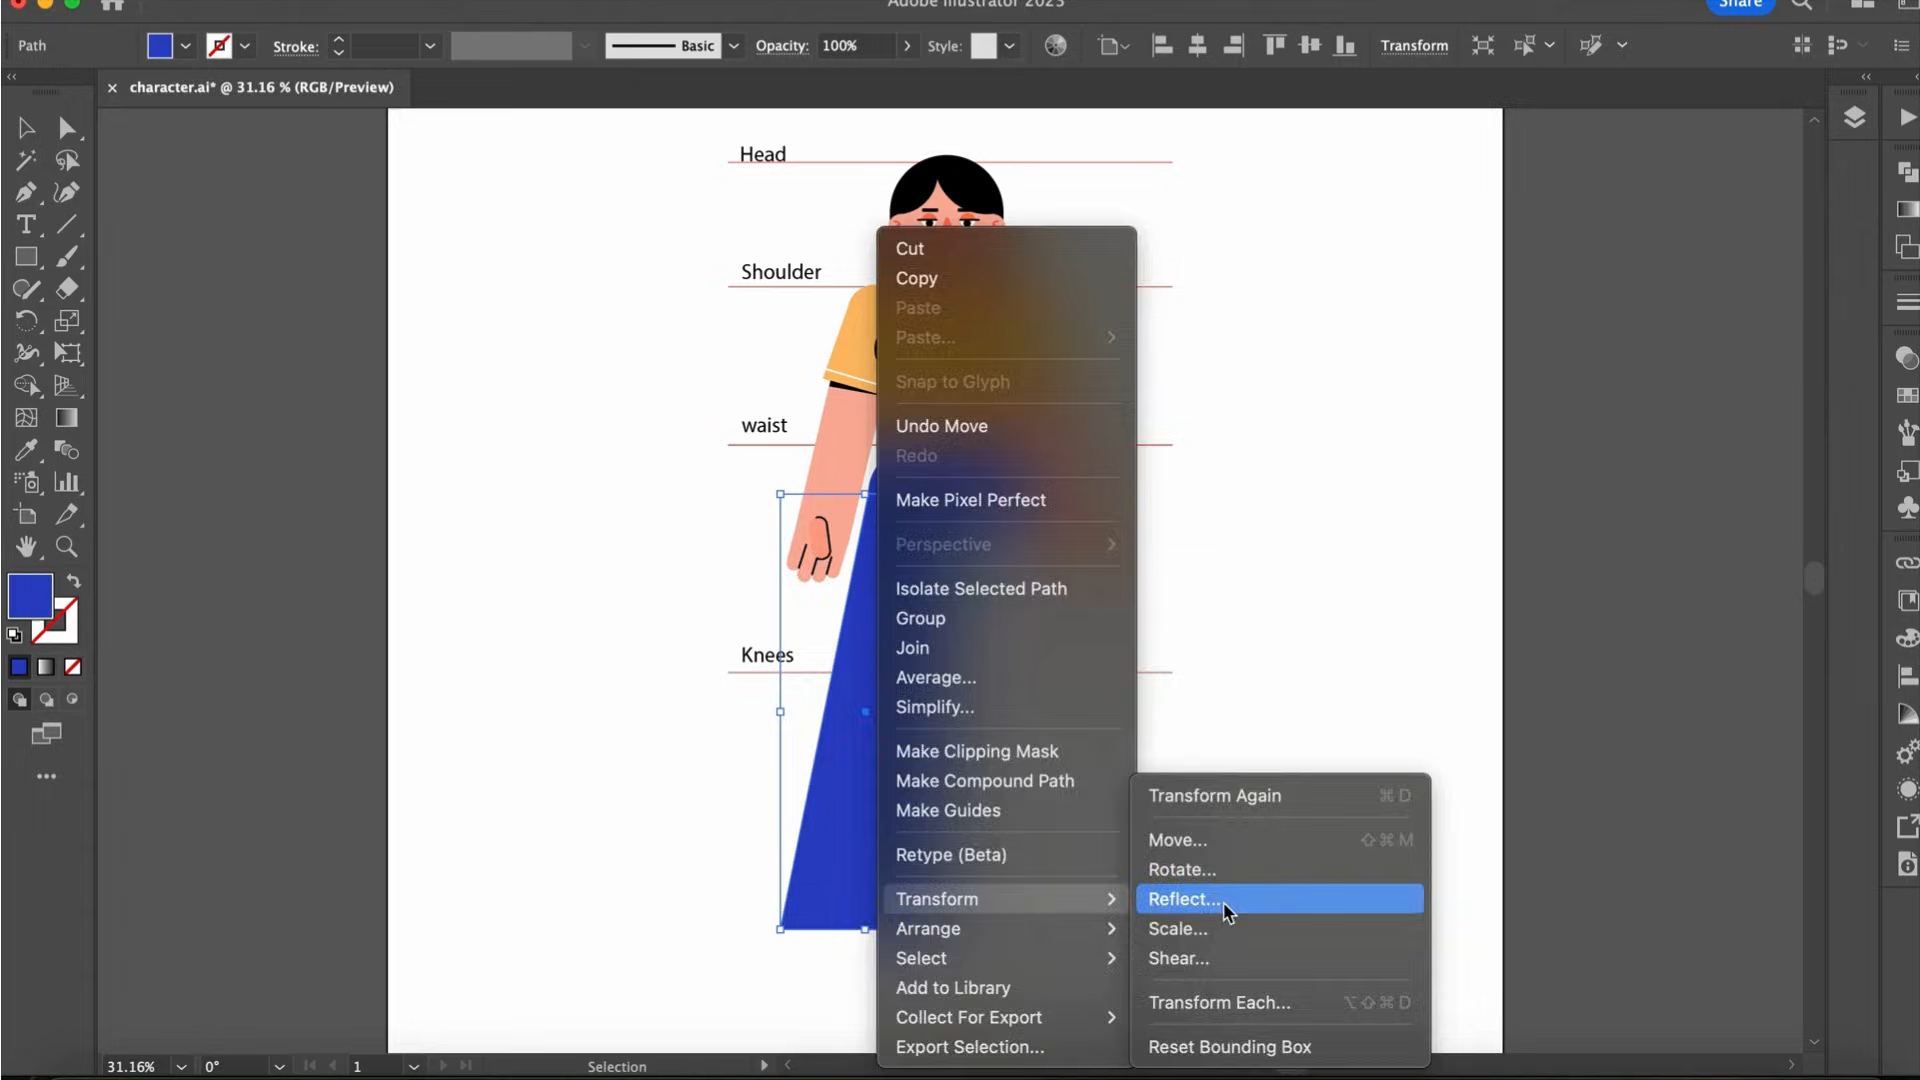 Adobe Illustrator 2023
Share
Path
Stroke:
Basic
Opacity: 100%
Style:
Transform
character.ai* @ 31.16 % (RGB/Preview)
Head
Shoulder
waist
Knees
Cut
Copy
Paste
Paste...
Snap to Glyph
Undo Move
Redo
Make Pixel Perfect
Perspective
Isolate Selected Path
Group
Join
Average...
Simplify...
Make Clipping Mask
Make Compound Path
Make Guides
Retype (Beta)
Transform
Arrange
Select
Add to Library
Collect For Export
Export Selection...
Transform Again ⌘ D
Move... ⇧ ⌘ M
Rotate...
Reflect...
Scale...
Shear...
Transform Each... ⌥ ⇧ ⌘ D
Reset Bounding Box
31.16% 0° 1 Selection